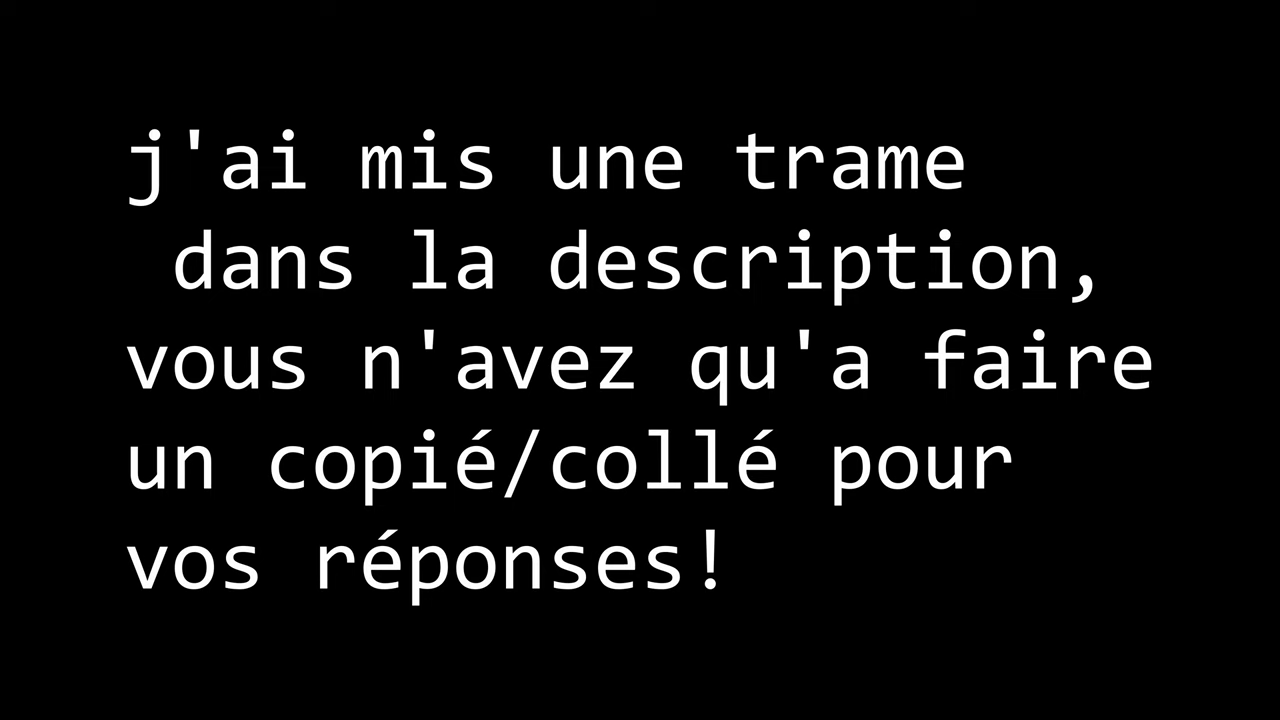 j'ai mis une trame
dans la description,
vous n'avez qu'a faire
un copié/collé pour
vos réponses!